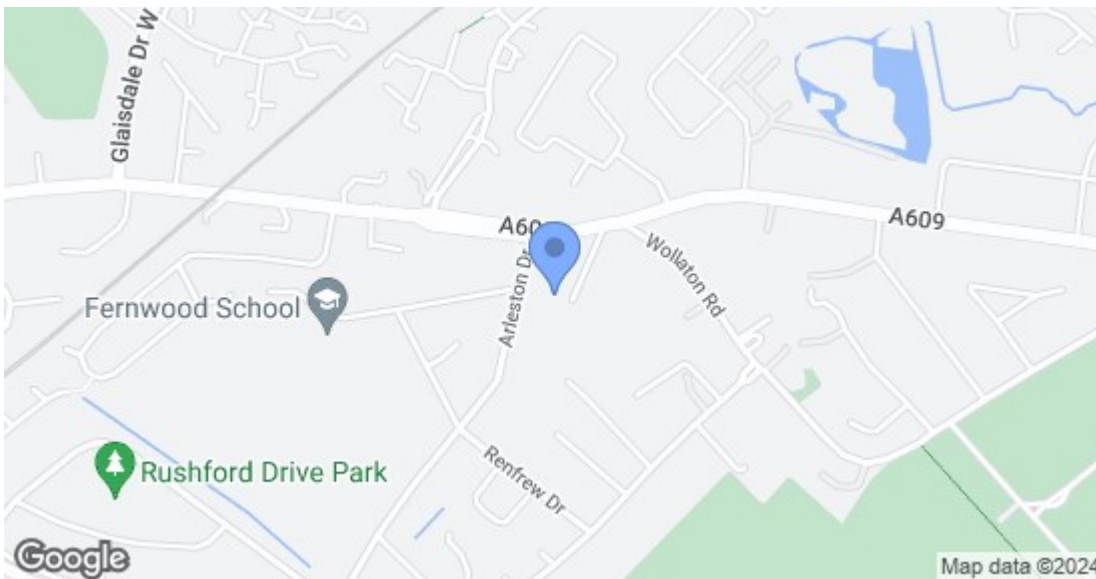 Glaisdale Dr W
A60
A609
Arleston Dr
Wollaton Rd
Fernwood School
Rushford Drive Park
Renfrew Dr
Google
Map data ©2024